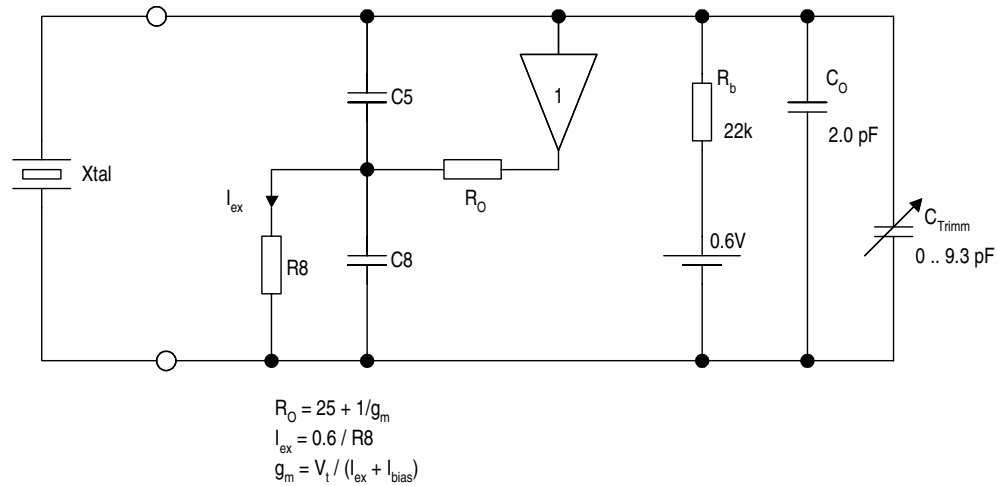 C5
1
R_b
22k
C_O
2.0 pF
Xtal
I_ex
R_O
C_Trimm
0 .. 9.3 pF
0.6V
R8
C8
R_O = 25 + 1/g_m
I_ex = 0.6 / R8
g_m = V_t / (I_ex + I_bias)